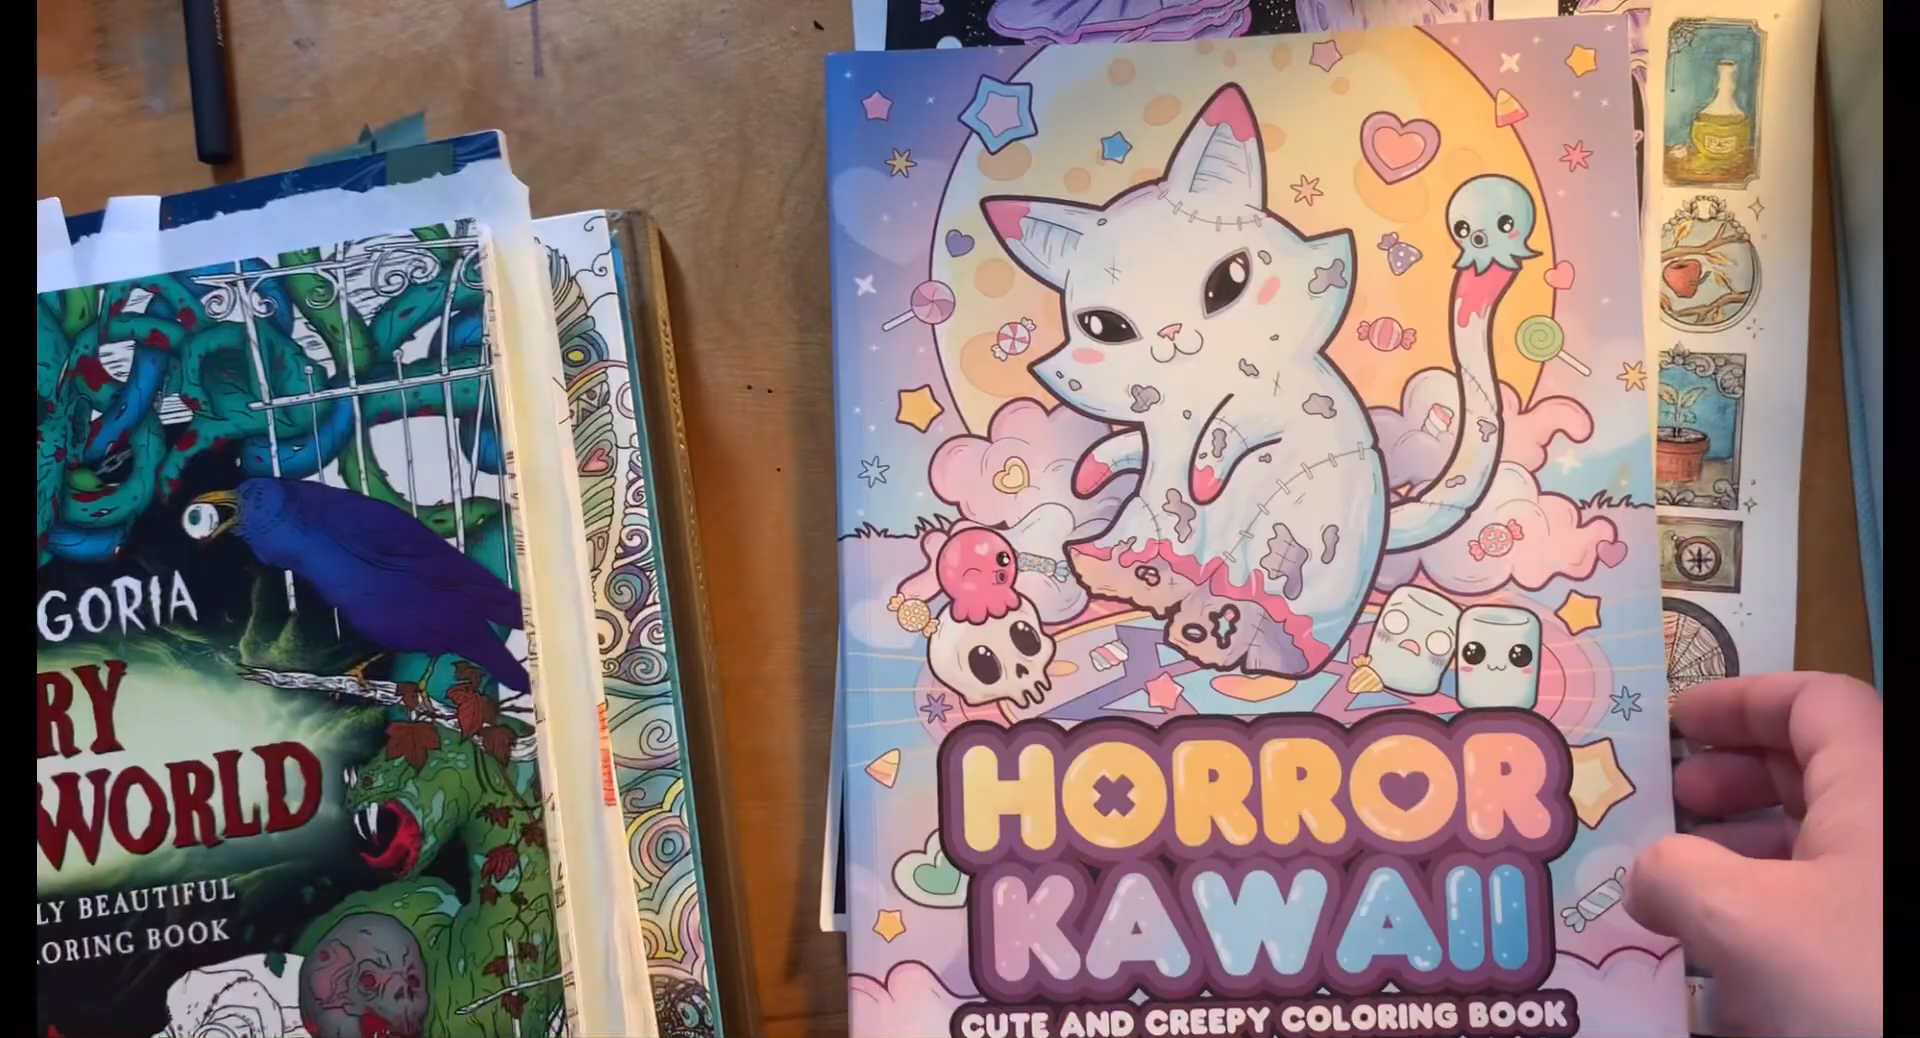 GORIA
RY
WORLD
LY BEAUTIFUL
ORING BOOK
HORROR
KAWAII
CUTE AND CREEPY COLORING BOOK